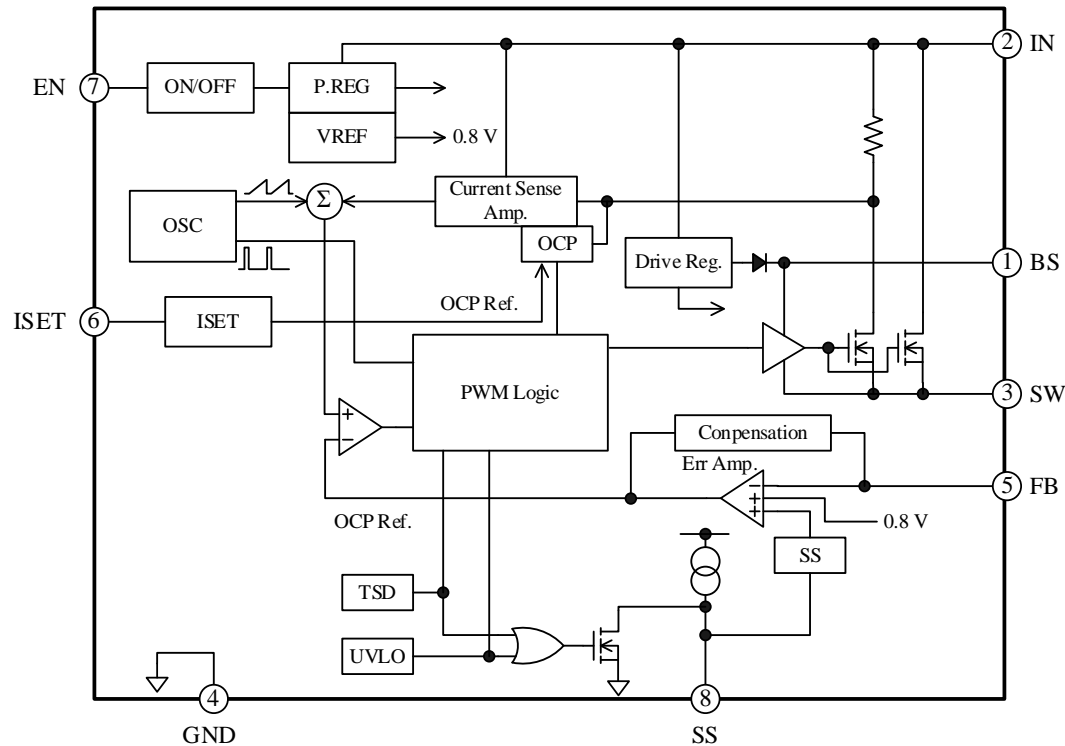 2 IN
EN 7
ON/OFF
P.REG
VREF
0.8 V
OSC
Σ
Current Sense
Amp.
OCP
Drive Reg.
1 BS
ISET 6
ISET
OCP Ref.
PWM Logic
3 SW
+
−
Conpensation
Err Amp.
5 FB
−
+
+
0.8 V
OCP Ref.
SS
TSD
UVLO
4
GND
8
SS